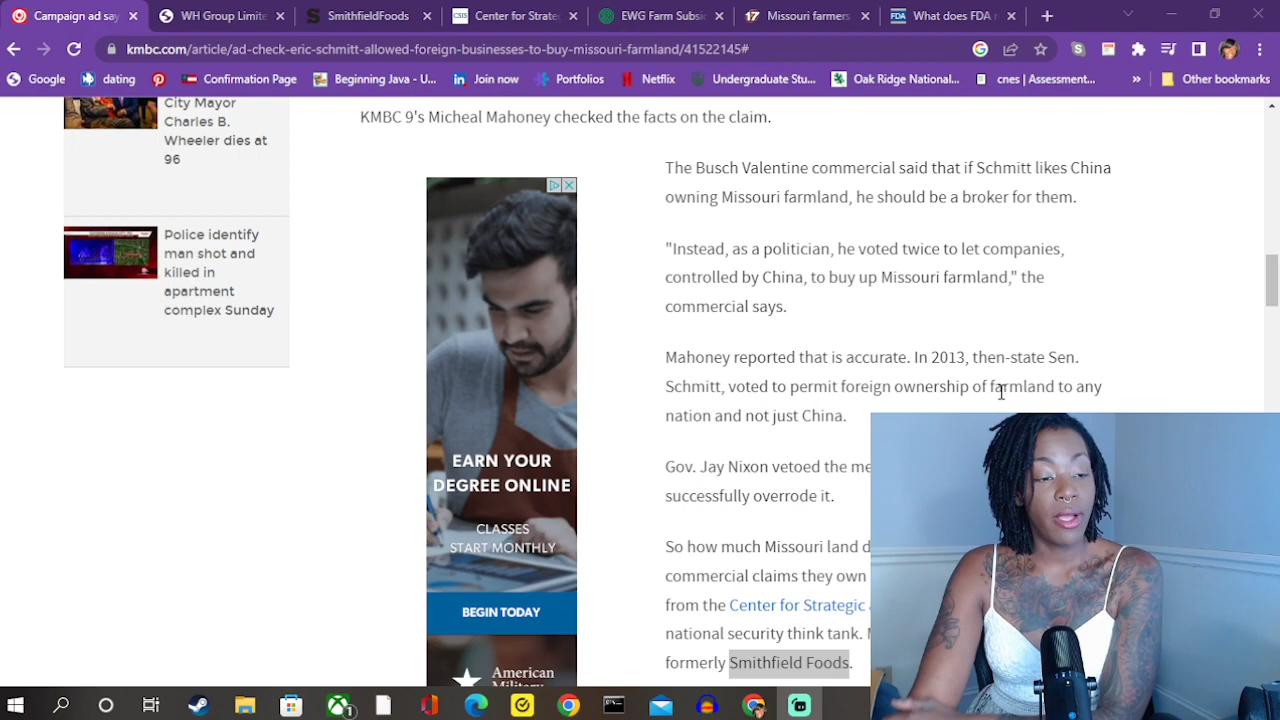 Campaign ad say
WH Group Limite
SmithfieldFoods
CSIS
Center for Strate
EWG Farm Subsi
17
Missouri farmers
FDA
What does FDA r
kmbc.com/article/ad-check-eric-schmitt-allowed-foreign-businesses-to-buy-missouri-farmland/41522145#
Google
dating
Confirmation Page
Beginning Java - U...
Join now
Portfolios
Netflix
Undergraduate Stu...
Oak Ridge National...
cnes | Assessment...
Other bookmarks
City Mayor
Charles B.
Wheeler dies at
96
Police identify
man shot and
killed in
apartment
complex Sunday
EARN YOUR
DEGREE ONLINE
CLASSES
START MONTHLY
BEGIN TODAY
American
Military
KMBC 9's Micheal Mahoney checked the facts on the claim.
The Busch Valentine commercial said that if Schmitt likes China
owning Missouri farmland, he should be a broker for them.
"Instead, as a politician, he voted twice to let companies,
controlled by China, to buy up Missouri farmland," the
commercial says.
Mahoney reported that is accurate. In 2013, then-state Sen.
Schmitt, voted to permit foreign ownership of farmland to any
nation and not just China.
Gov. Jay Nixon vetoed the me
successfully overrode it.
So how much Missouri land d
commercial claims they own
from the Center for Strategic
national security think tank.
formerly Smithfield Foods.
1